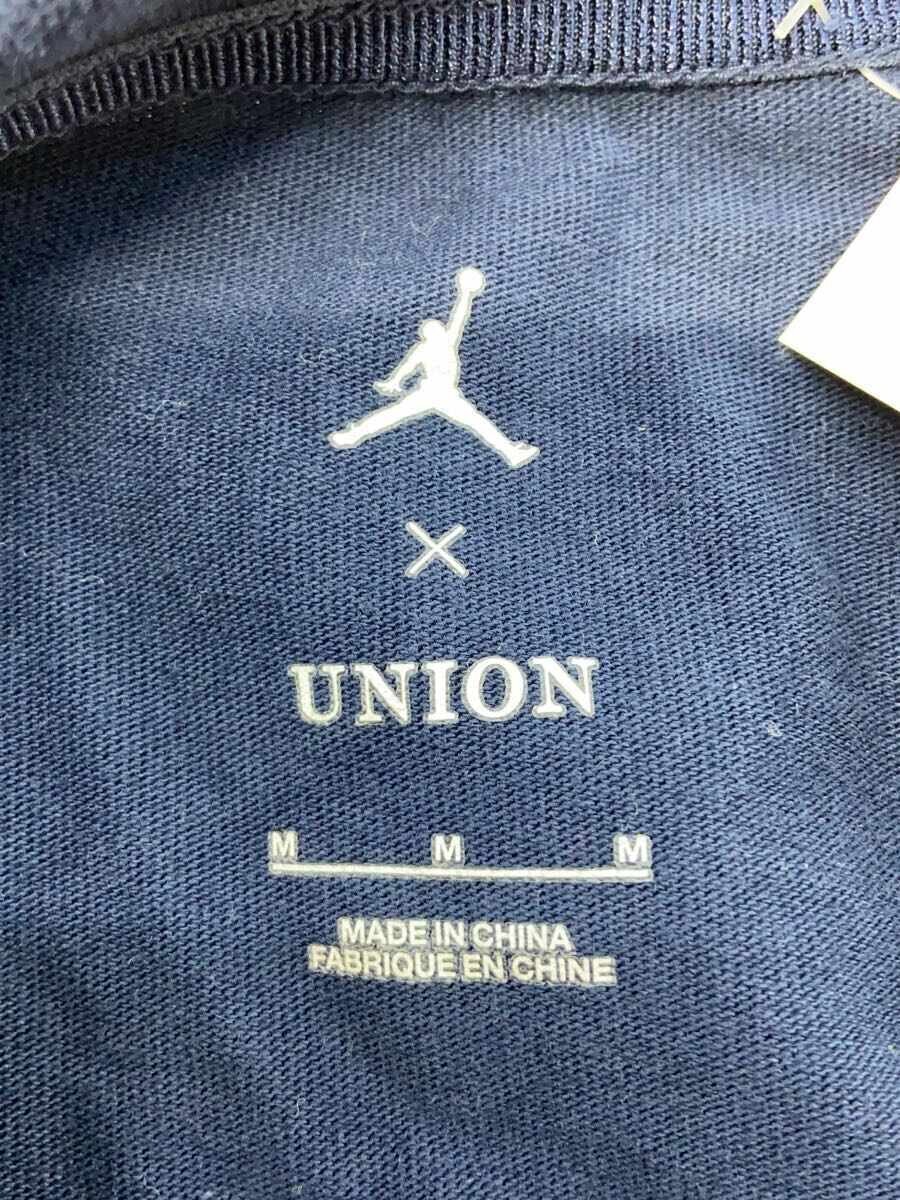 ×
UNION
M M M
MADE IN CHINA
FABRIQUE EN CHINE